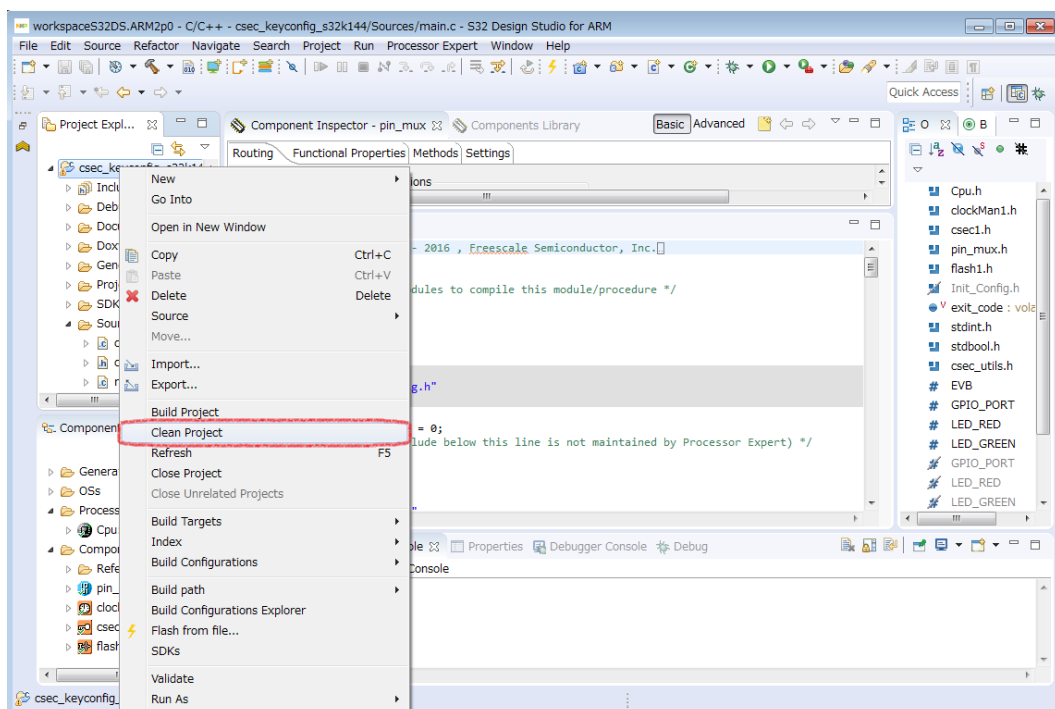 workspaceS32DS.ARM2p0 - C/C++ - csec_keyconfig_s32k144/Sources/main.c - S32 Design Studio for ARM
File Edit Source Refactor Navigate Search Project Run Processor Expert Window Help
Quick Access
Project Expl...
Component Inspector - pin_mux
Components Library
Basic Advanced
O
B
Routing Functional Properties Methods Settings
ions
csec_keyconfig_s32k144
Inclu
Deb
Docu
Dox
Gen
Proj
SDK
Sour
c
c
r
New
Go Into
Open in New Window
Copy Ctrl+C
Paste Ctrl+V
Delete Delete
Source
Move...
Import...
Export...
Build Project
Clean Project
Refresh F5
Close Project
Close Unrelated Projects
Build Targets
Index
Build Configurations
Build path
Build Configurations Explorer
Flash from file...
SDKs
Validate
Run As
- 2016 , Freescale Semiconductor, Inc.
dules to compile this module/procedure */
g.h"
= 0;
lude below this line is not maintained by Processor Expert) */
"
Cpu.h
clockMan1.h
csec1.h
pin_mux.h
flash1.h
Init_Config.h
exit_code : vola
stdint.h
stdbool.h
csec_utils.h
EVB
GPIO_PORT
LED_RED
LED_GREEN
GPIO_PORT
LED_RED
LED_GREEN
Component
Genera
OSs
Process
Cpu
Compon
Refe
pin_
clock
csec
flash
ole Properties Debugger Console Debug
Console
csec_keyconfig_